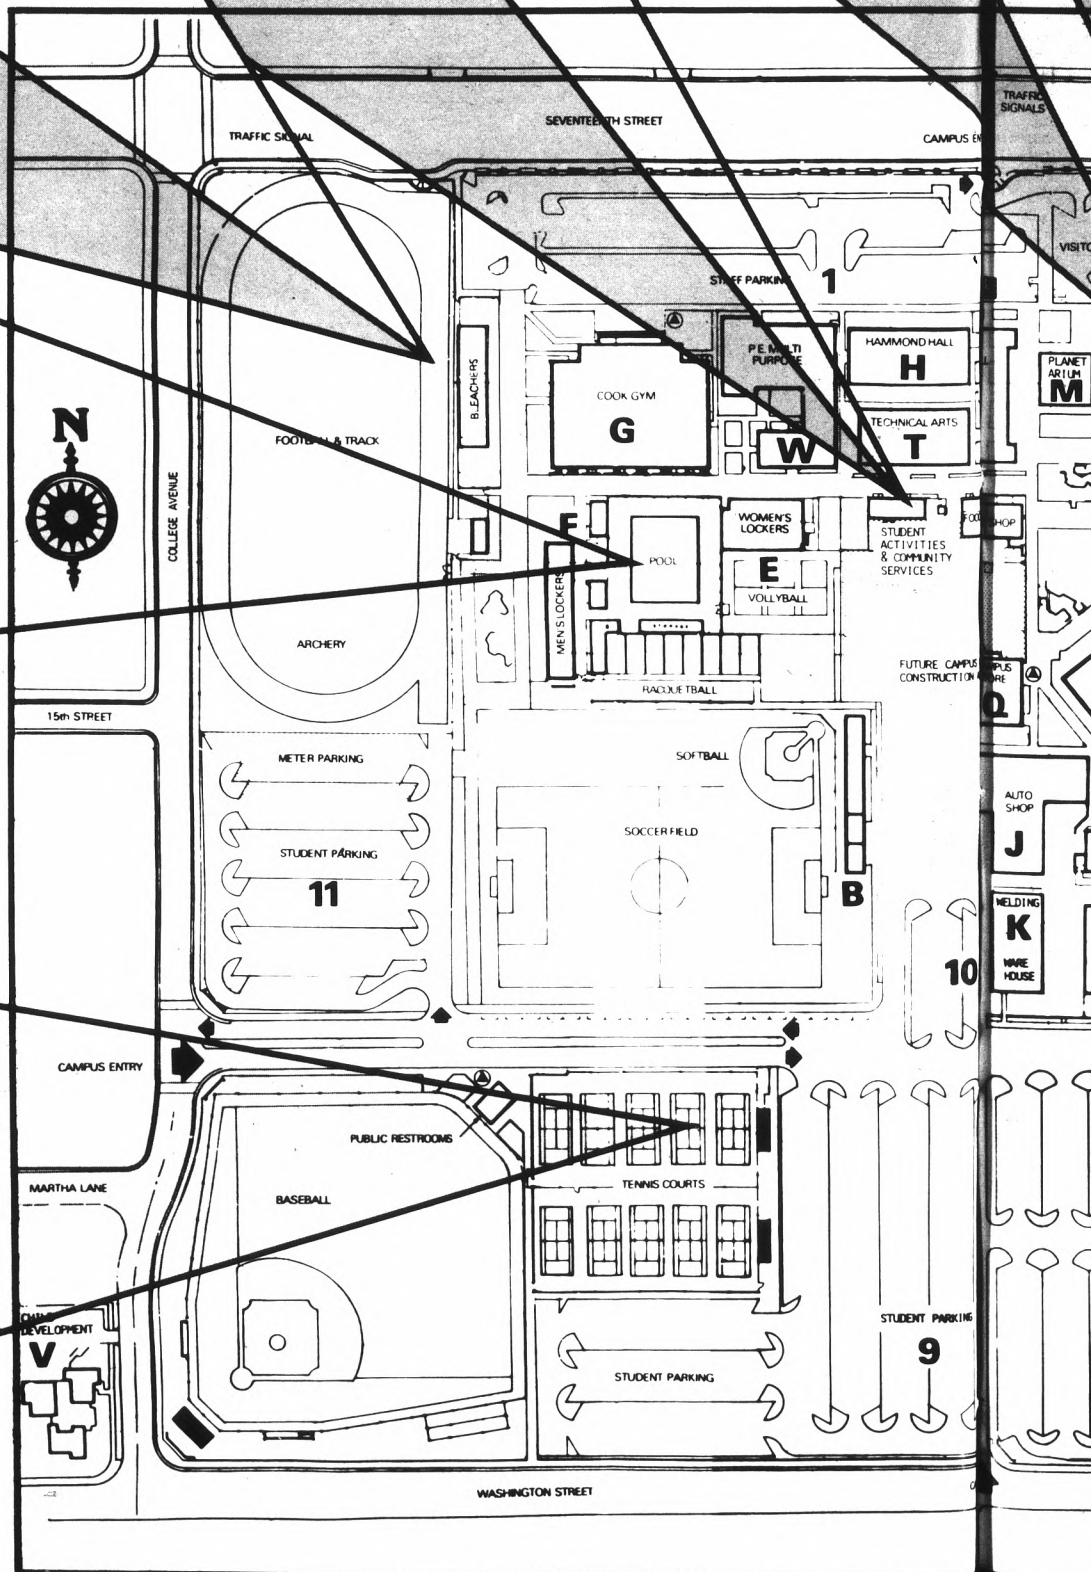 TRAFFIC SIGNAL
SEVENTEENTH STREET
TRAFFIC
SIGNALS
CAMPUS
STAFF PARKING
1
BLEACHERS
COOK GYM
G
P.E. MULTI
PURPOSE
W
HAMMOND HALL
H
TECHNICAL ARTS
T
PLANET
ARIUM
M
N
COLLEGE AVENUE
FOOTBALL & TRACK
F
MEN'S LOCKERS
POOL
WOMEN'S
LOCKERS
E
VOLLYBALL
STUDENT
ACTIVITIES
& COMMUNITY
SERVICES
SHOP
ARCHERY
RACQUETBALL
FUTURE CAMPUS
CONSTRUCTION
15th STREET
METER PARKING
SOFTBALL
STUDENT PARKING
11
SOCCER FIELD
B
AUTO
SHOP
J
WELDING
K
WARE
HOUSE
10
CAMPUS ENTRY
PUBLIC RESTROOMS
MARTHA LANE
BASEBALL
TENNIS COURTS
DEVELOPMENT
V
STUDENT PARKING
STUDENT PARKING
9
WASHINGTON STREET